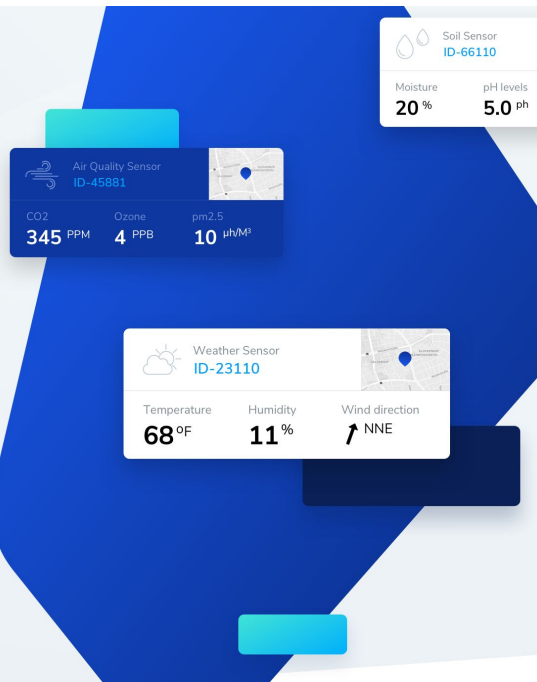 Soil Sensor
ID-66110
Moisture pH levels
20 % 5.0 ph
Air Quality Sensor
ID-45881
CO2 Ozone pm2.5
345 PPM 4 PPB 10 µh/M³
Weather Sensor
ID-23110
Temperature Humidity Wind direction
68 °F 11 % NNE